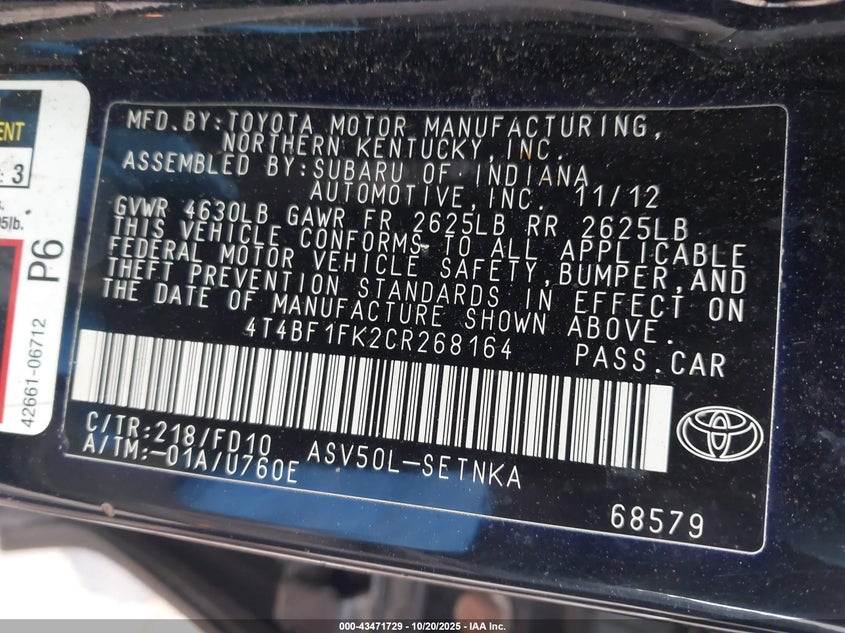 MFD.BY:TOYOTA MOTOR MANUFACTURING,
NORTHERN KENTUCKY,INC.
ASSEMBLED BY:SUBARU OF INDIANA
AUTOMOTIVE,INC. 11/12
GVWR 4630LB GAWR FR 2625LB RR 2625LB
THIS VEHICLE CONFORMS TO ALL APPLICABLE
FEDERAL MOTOR VEHICLE SAFETY,BUMPER,AND
THEFT PREVENTION STANDARDS IN EFFECT ON
THE DATE OF MANUFACTURE SHOWN ABOVE.
4T4BF1FK2CR268164 PASS.CAR
C/TR:218/FD10 ASV50L-SETNKA
A/TM:-01A/U760E
68579
3
P6
42661-06712
000-43471729 - 10/20/2025 - IAA Inc.